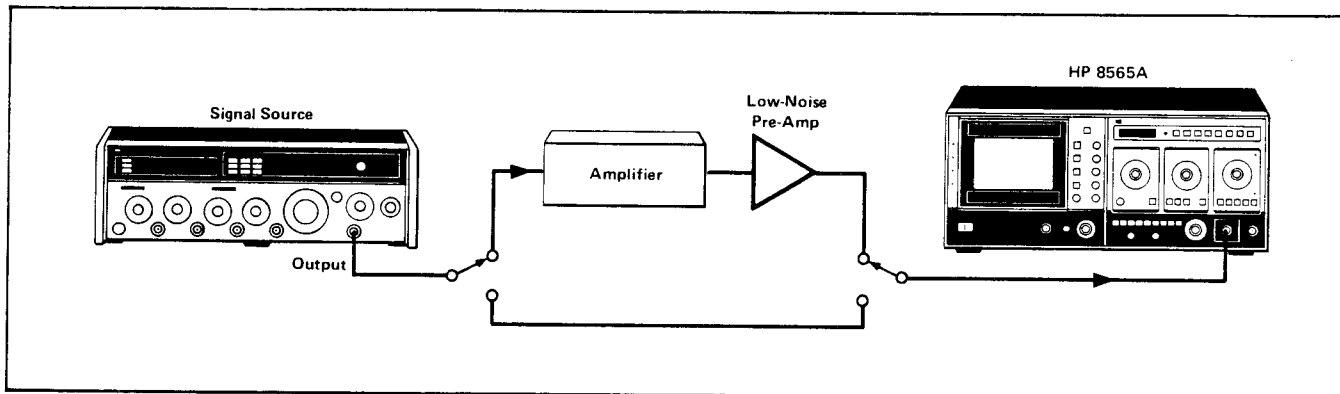 HP 8565A
Signal Source
Low-Noise
Pre-Amp
Amplifier
Output